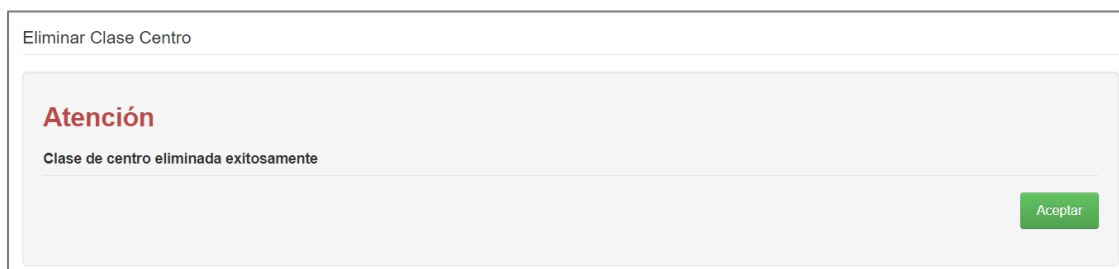 Eliminar Clase Centro
Atención
Clase de centro eliminada exitosamente
Aceptar